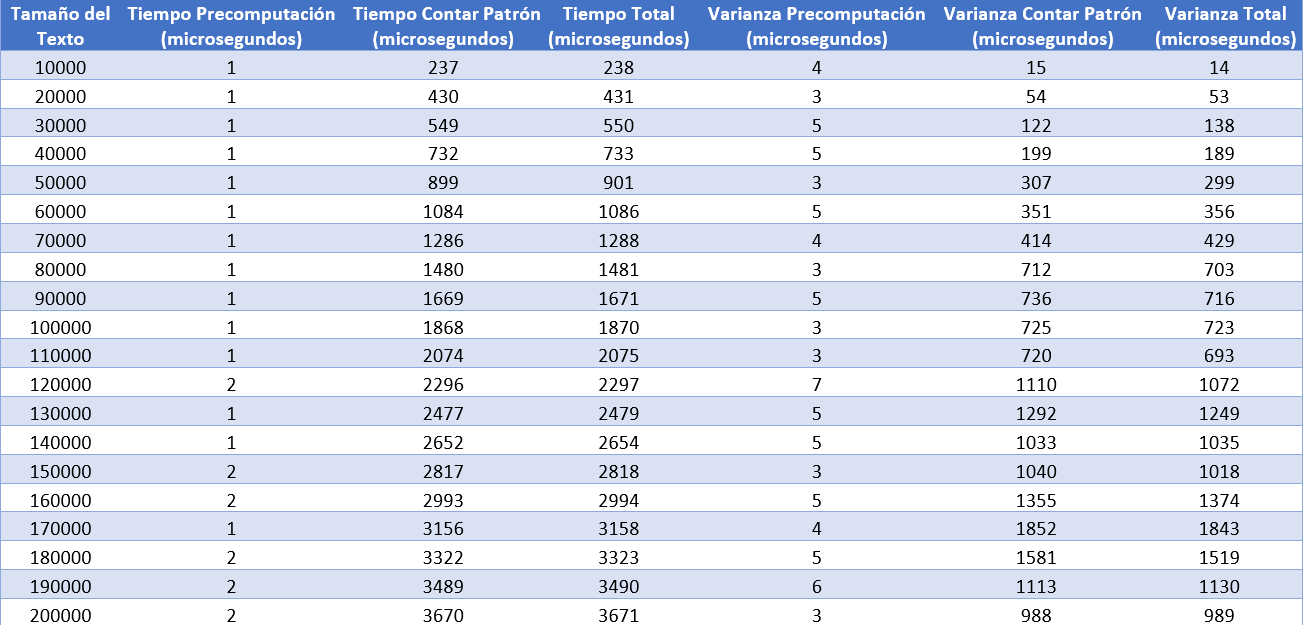 Tamaño del Texto Tiempo Precomputación (microsegundos) Tiempo Contar Patrón (microsegundos) Tiempo Total (microsegundos) Varianza Precomputación (microsegundos) Varianza Contar Patrón (microsegundos) Varianza Total (microsegundos)
10000 1 237 238 4 15 14
20000 1 430 431 3 54 53
30000 1 549 550 5 122 138
40000 1 732 733 5 199 189
50000 1 899 901 3 307 299
60000 1 1084 1086 5 351 356
70000 1 1286 1288 4 414 429
80000 1 1480 1481 3 712 703
90000 1 1669 1671 5 736 716
100000 1 1868 1870 3 725 723
110000 1 2074 2075 3 720 693
120000 2 2296 2297 7 1110 1072
130000 1 2477 2479 5 1292 1249
140000 1 2652 2654 5 1033 1035
150000 2 2817 2818 3 1040 1018
160000 2 2993 2994 5 1355 1374
170000 1 3156 3158 4 1852 1843
180000 2 3322 3323 5 1581 1519
190000 2 3489 3490 6 1113 1130
200000 2 3670 3671 3 988 989